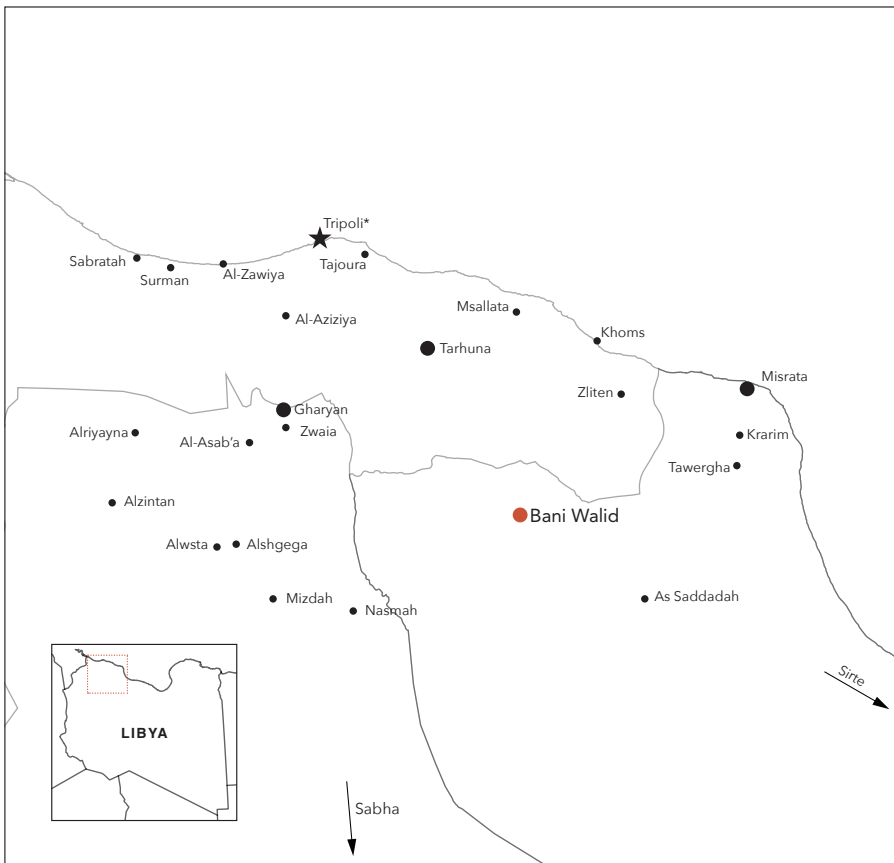 Tripoli*
Sabratah
Surman
Al-Zawiya
Tajoura
Al-Aziziya
Msallata
Khoms
Tarhuna
Misrata
Zliten
Gharyan
Zwaia
Alriyayna
Al-Asab'a
Krarim
Tawergha
Alzintan
Bani Walid
Alwsta
Alshgega
Mizdah
Nasmah
As Saddadah
Sirte
LIBYA
Sabha